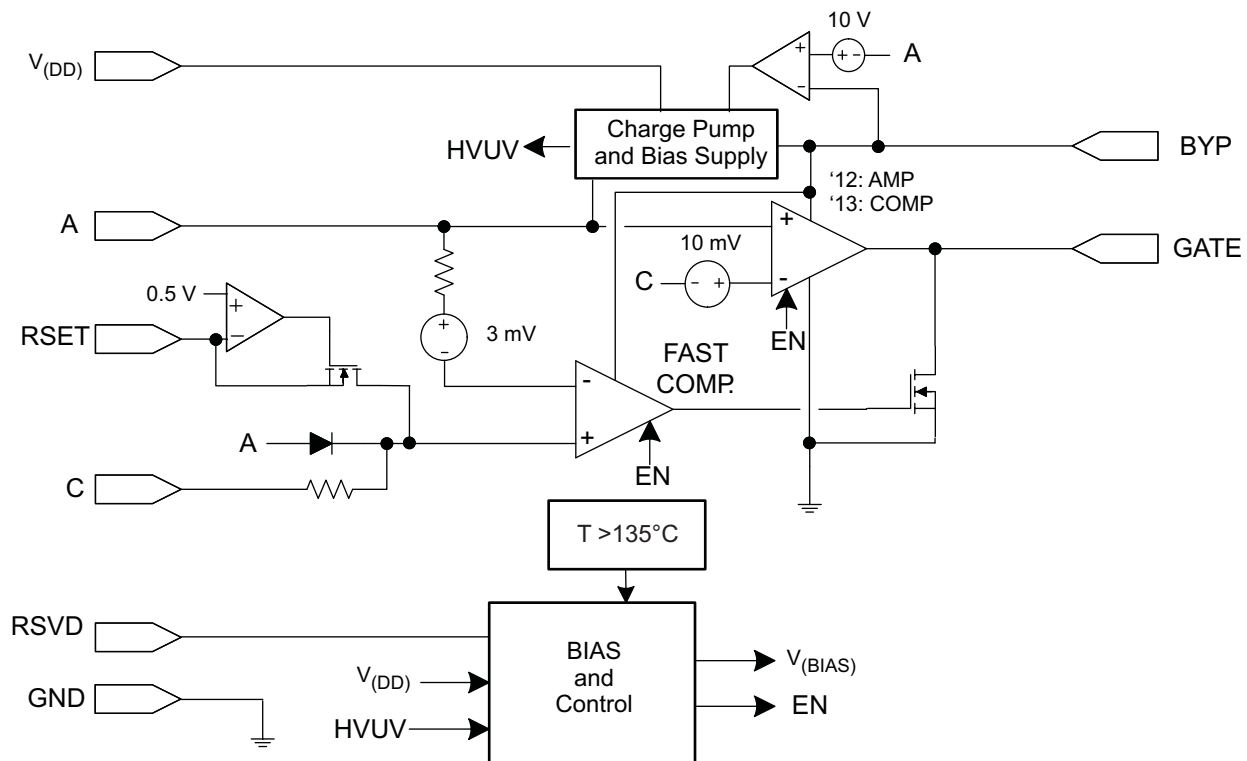 10 V
+
+ -
A
-
V(DD)
Charge Pump
and Bias Supply
HVUV
BYP
'12: AMP
'13: COMP
A
+
10 mV
C
- +
-
GATE
EN
0.5 V
+
RSET
-
+
-
3 mV
FAST
COMP.
-
+
A
EN
C
T >135°C
RSVD
BIAS
and
Control
V(DD)
V(BIAS)
GND
EN
HVUV